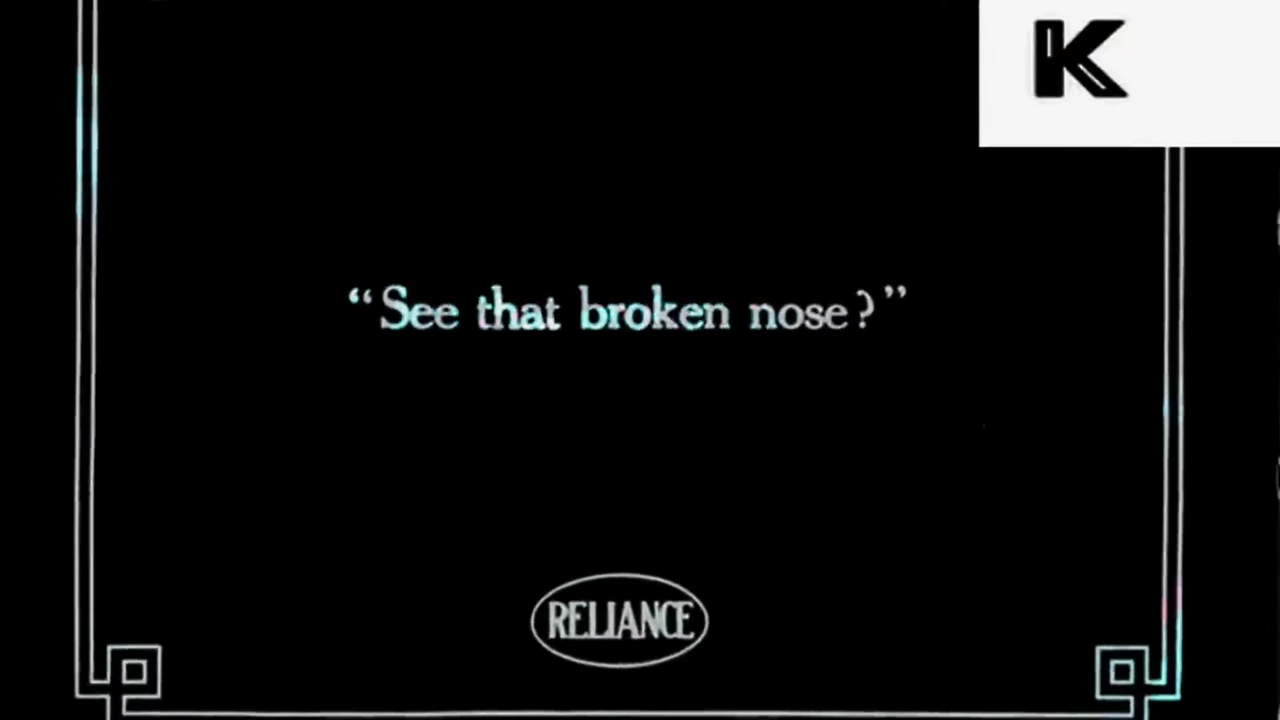 K
“See that broken nose?”
RELIANCE